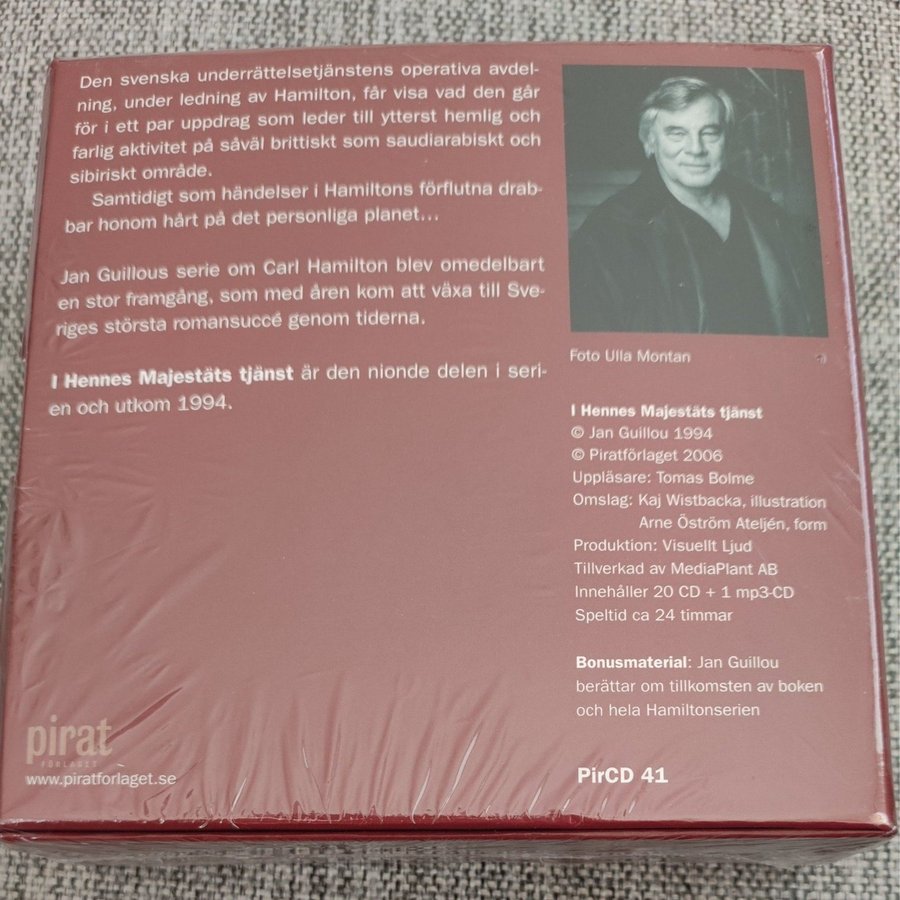 Den svenska underrättelsetjänstens operativa avdel-
ning, under ledning av Hamilton, får visa vad den går
för i ett par uppdrag som leder till ytterst hemlig och
farlig aktivitet på såväl brittiskt som saudiarabiskt och
sibiriskt område.
Samtidigt som händelser i Hamiltons förflutna drab-
bar honom hårt på det personliga planet...
Jan Guillous serie om Carl Hamilton blev omedelbart
en stor framgång, som med åren kom att växa till Sve-
riges största romansuccé genom tiderna.
I Hennes Majestäts tjänst är den nionde delen i seri-
en och utkom 1994.
pirat
FÖRLAGET
www.piratforlaget.se
Foto Ulla Montan
I Hennes Majestäts tjänst
© Jan Guillou 1994
© Piratförlaget 2006
Uppläsare: Tomas Bolme
Omslag: Kaj Wistbacka, illustration
Arne Öström Ateljén, form
Produktion: Visuellt Ljud
Tillverkad av MediaPlant AB
Innehåller 20 CD + 1 mp3-CD
Speltid ca 24 timmar
Bonusmaterial: Jan Guillou
berättar om tillkomsten av boken
och hela Hamiltonserien
PirCD 41